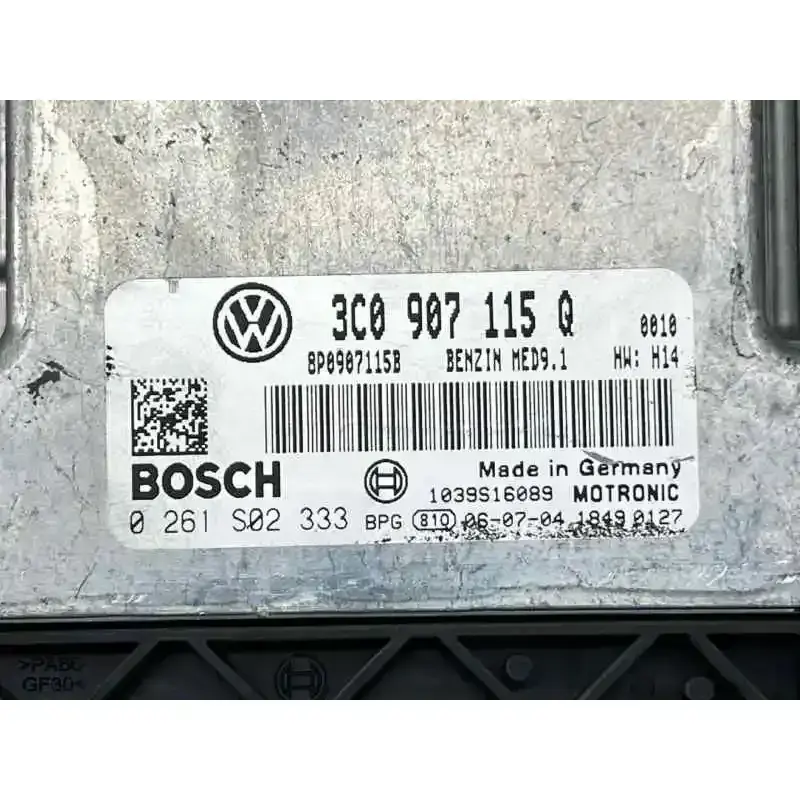 3C0 907 115 Q 0010
8P0907115B BENZIN MED9.1 HW: H14
Made in Germany
BOSCH 1039S16089 MOTRONIC
0 261 S02 333 BPG 810 06-07-04 1849 0127
GF30<